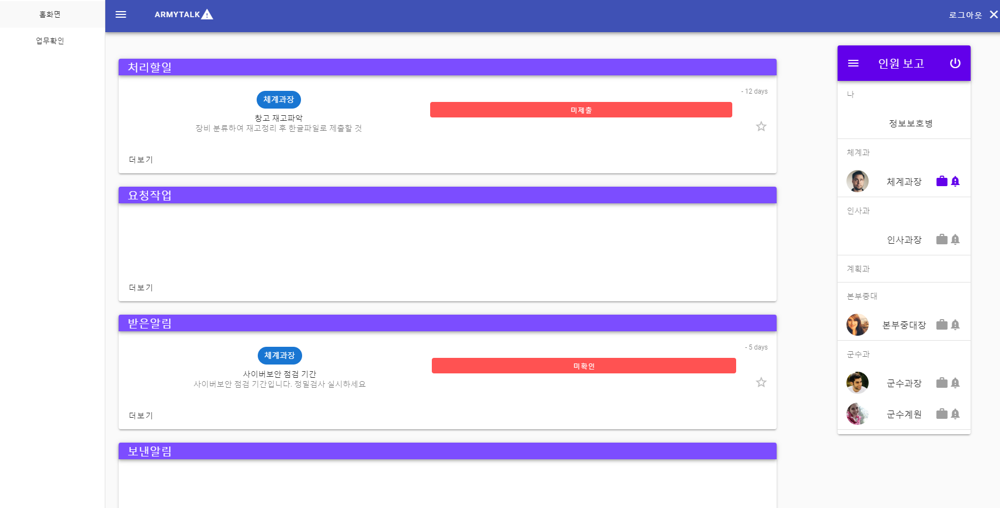 홈화면
업무확인
ARMYTALK
로그아웃
처리할일
- 12 days
체계과장
미제출
창고 재고파악
장비 분류하여 재고정리 후 한글파일로 제출할 것
더보기
요청작업
더보기
받은알림
- 5 days
체계과장
미확인
사이버보안 점검 기간
사이버보안 점검 기간입니다. 정밀검사 실시하세요
더보기
보낸알림
인원 보고
나
정보보호병
체계과
체계과장
인사과
인사과장
계획과
본부중대
본부중대장
군수과
군수과장
군수계원